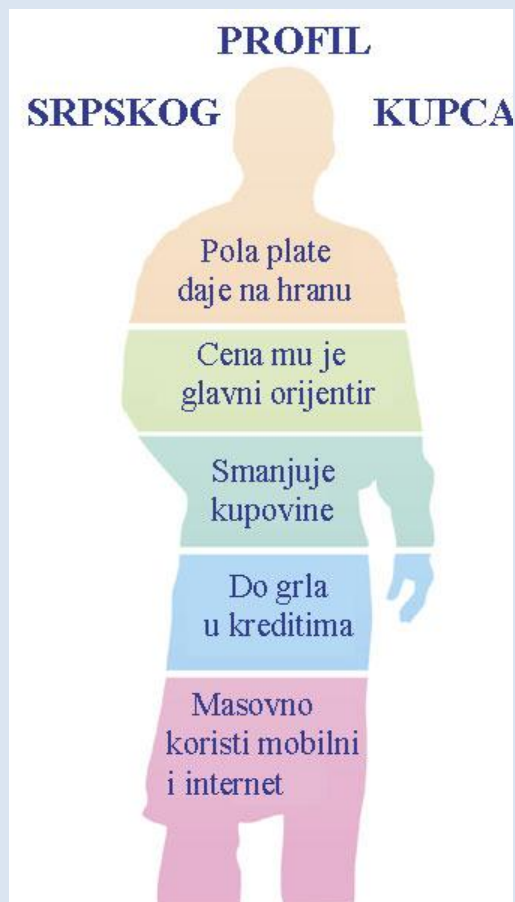 PROFIL
SRPSKOG KUPCA
Pola plate
daje na hranu
Cena mu je
glavni orijentir
Smanjuje
kupovine
Do grla
u kreditima
Masovno
koristi mobilni
i internet